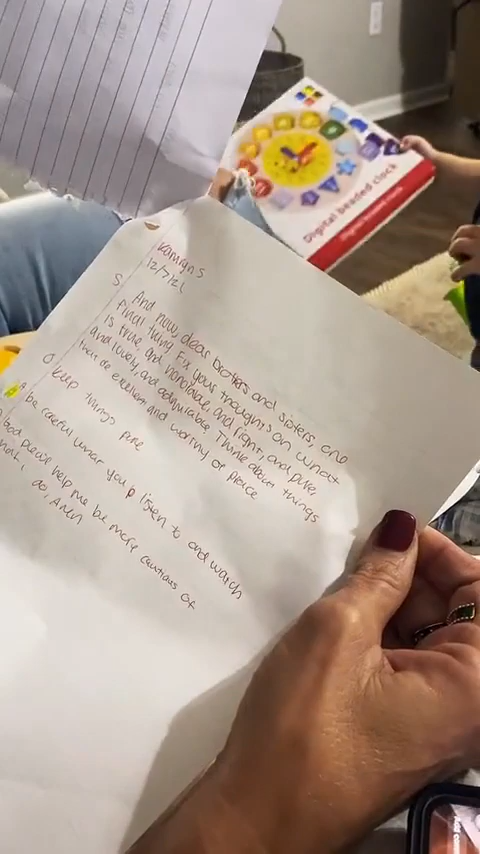 Kamryn S
12/7/21
S
And now, dear brothers and sisters, one
final thing Fix your thoughts on what
is true, and honorable, and right, and pure,
and lovely, and admirable. Think about things
that are excellent and worthy of
O
keep things pure
A
be careful what you listen to and watch
God please help me be more cautious of
what I do, Amen
Digital beaded clock
Digital beaded clock